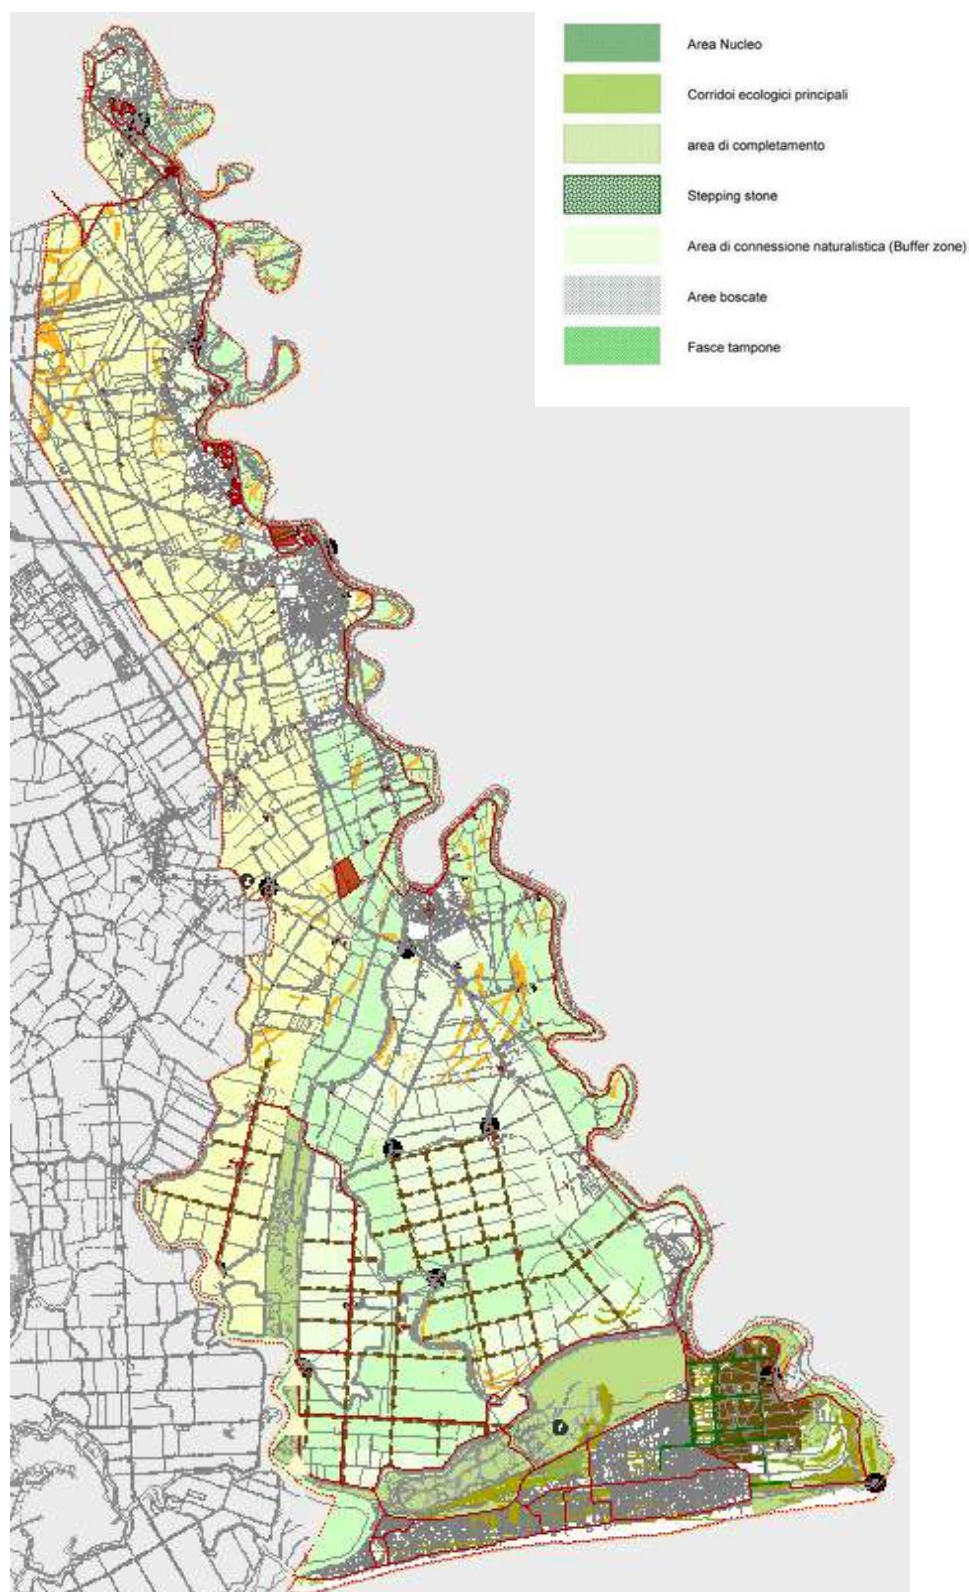 Area Nucleo
Corridoi ecologici principali
area di completamento
Stepping stone
Area di connessione naturalistica (Buffer zone)
Aree boscate
Fasce tampone